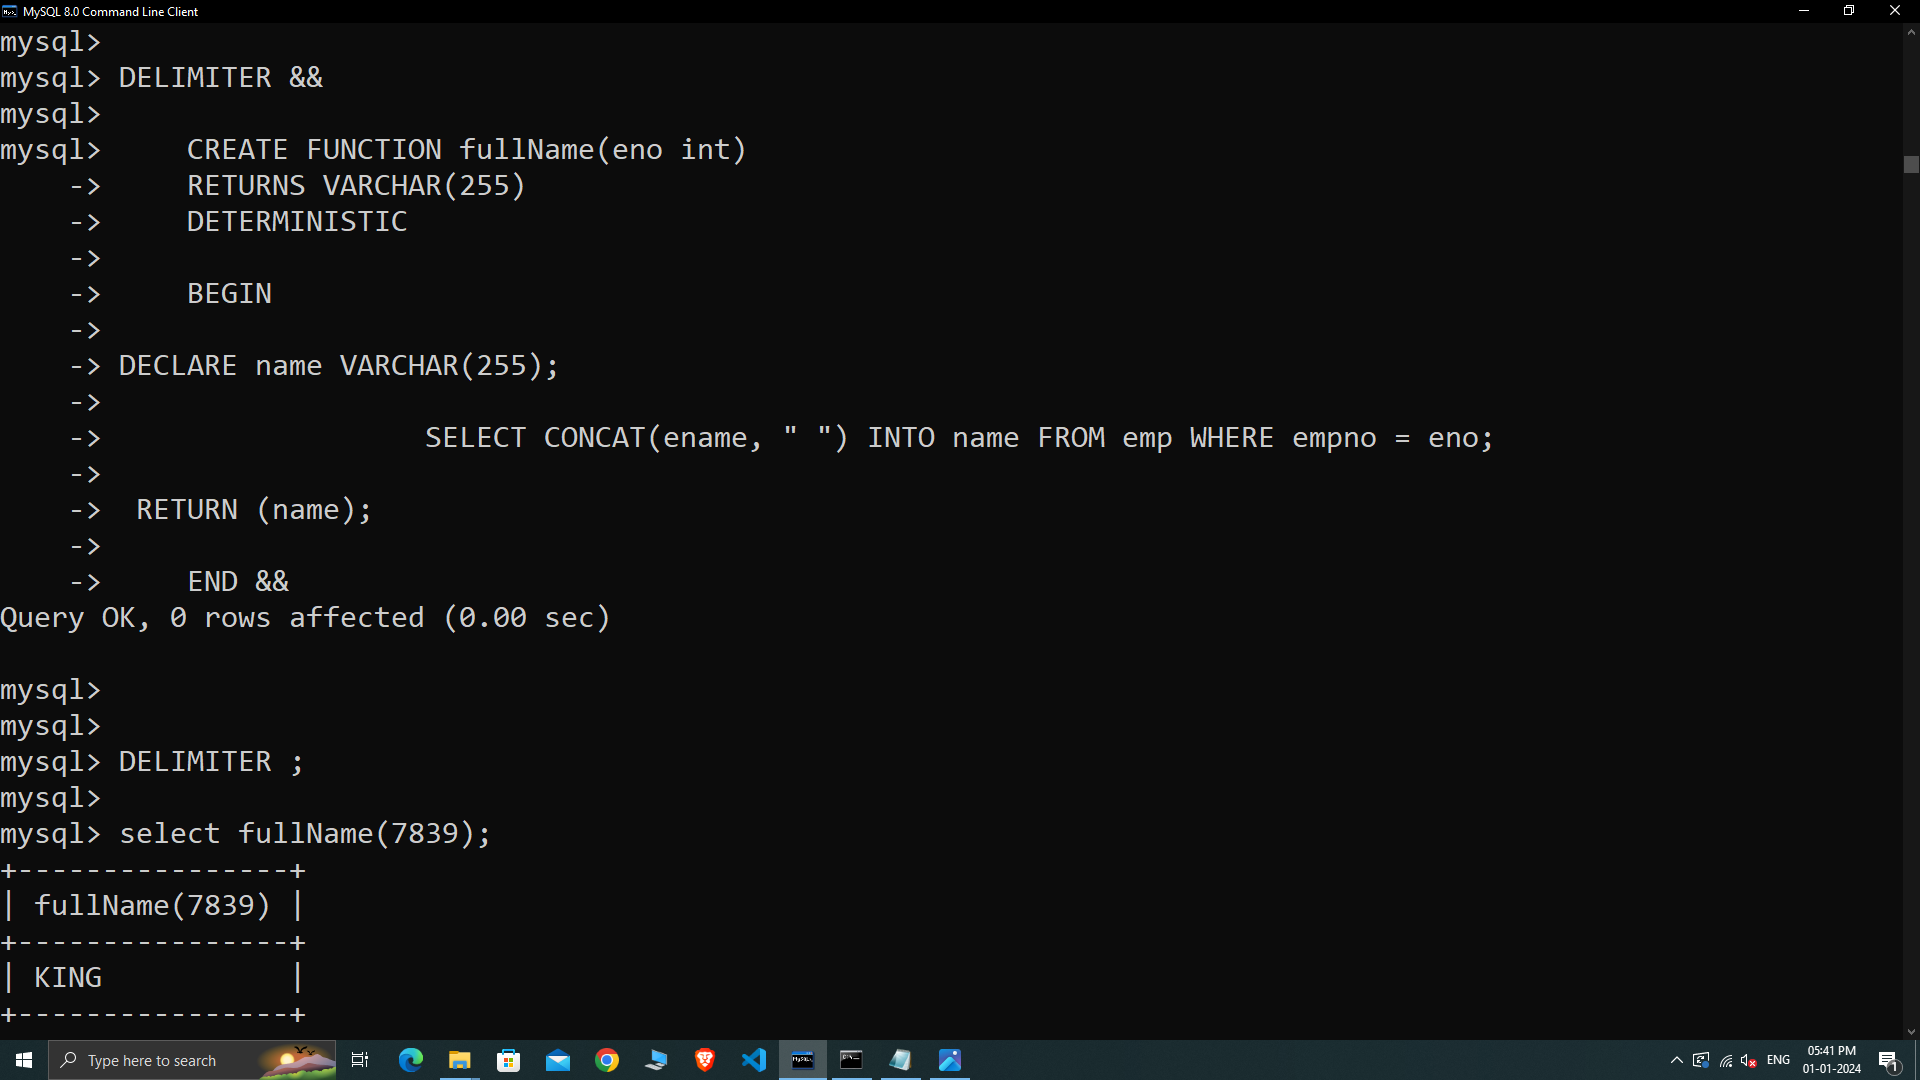 MySQL 8.0 Command Line Client
mysql>
mysql> DELIMITER &&
mysql>
mysql>     CREATE FUNCTION fullName(eno int)
    ->     RETURNS VARCHAR(255)
    ->     DETERMINISTIC
    ->
    ->     BEGIN
    ->
    -> DECLARE name VARCHAR(255);
    ->
    ->                   SELECT CONCAT(ename, " ") INTO name FROM emp WHERE empno = eno;
    ->
    ->  RETURN (name);
    ->
    ->     END &&
Query OK, 0 rows affected (0.00 sec)
mysql>
mysql>
mysql> DELIMITER ;
mysql>
mysql> select fullName(7839);
+----------------+
| fullName(7839) |
+----------------+
| KING           |
+----------------+
Type here to search
ENG
05:41 PM
01-01-2024
1